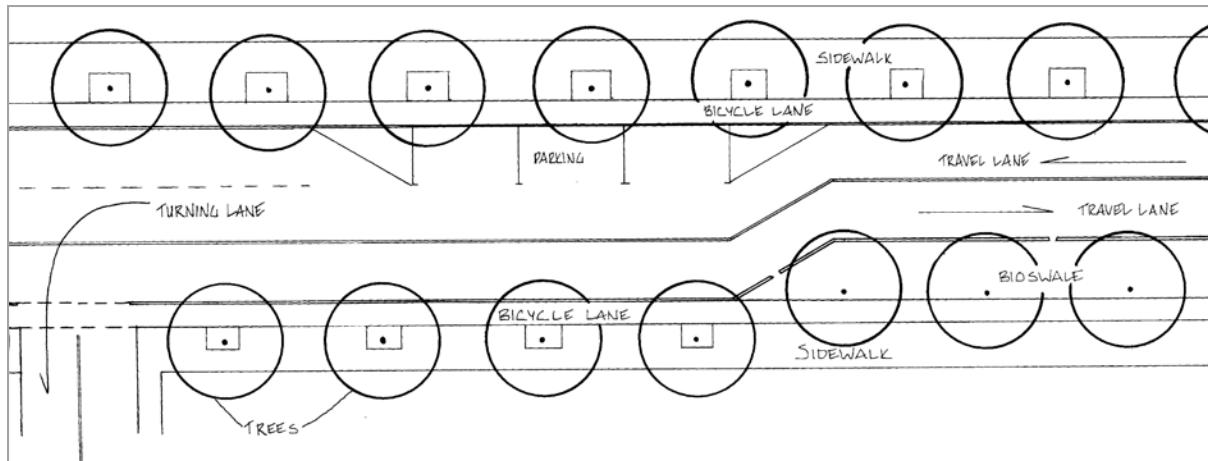 SIDEWALK
BICYCLE LANE
PARKING
TRAVEL LANE
TURNING LANE
TRAVEL LANE
BIOSWALE
BICYCLE LANE
SIDEWALK
TREES